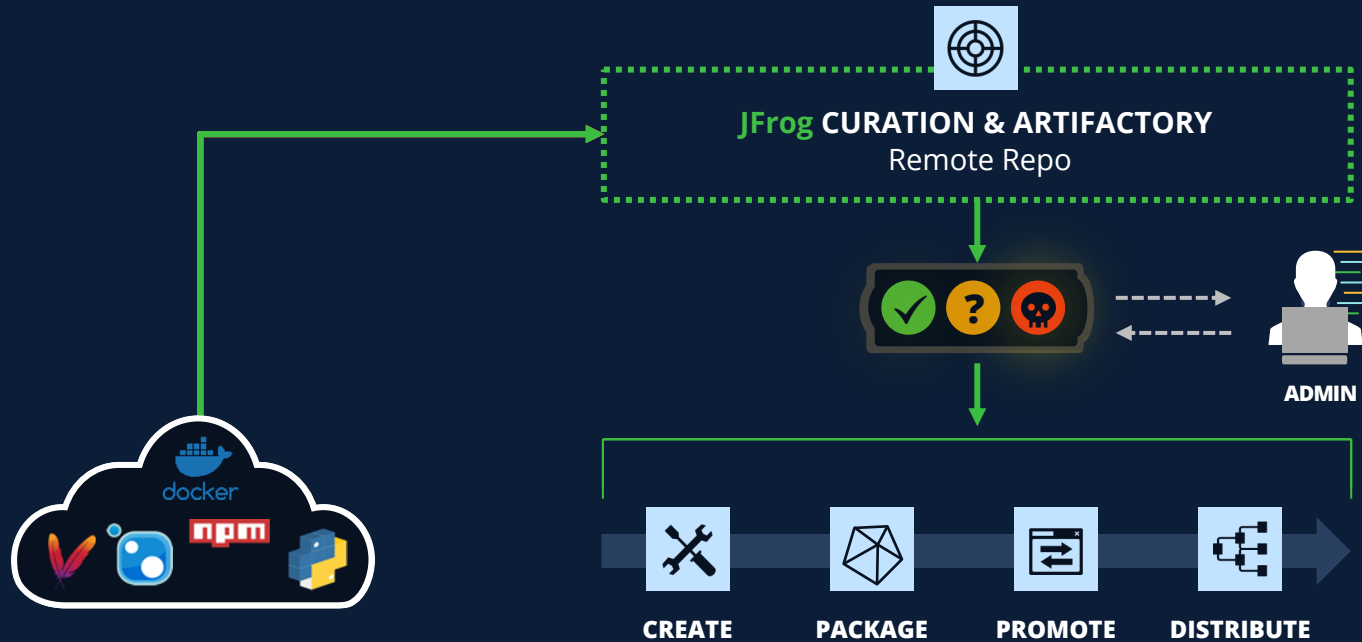 JFrog CURATION & ARTIFACTORY
Remote Repo
?
ADMIN
docker
npm
CREATE
PACKAGE
PROMOTE
DISTRIBUTE